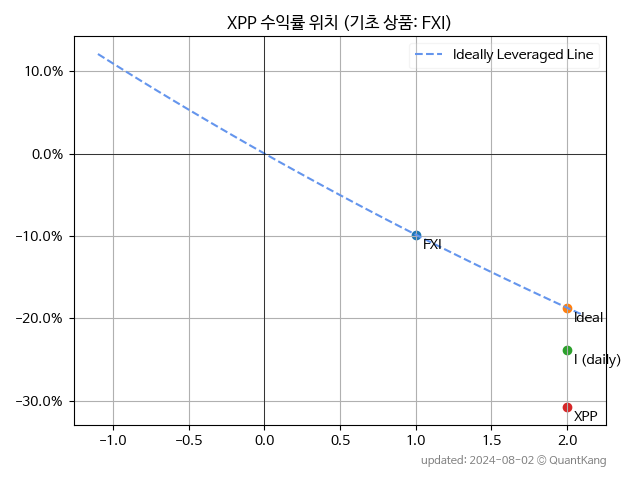 XPP 수익률 위치 (기초 상품: FXI)
Ideally Leveraged Line
10.0%
0.0%
−10.0%
−20.0%
−30.0%
FXI
Ideal
l (daily)
XPP
−1.0 −0.5 0.0 0.5 1.0 1.5 2.0
updated: 2024-08-02 © QuantKang